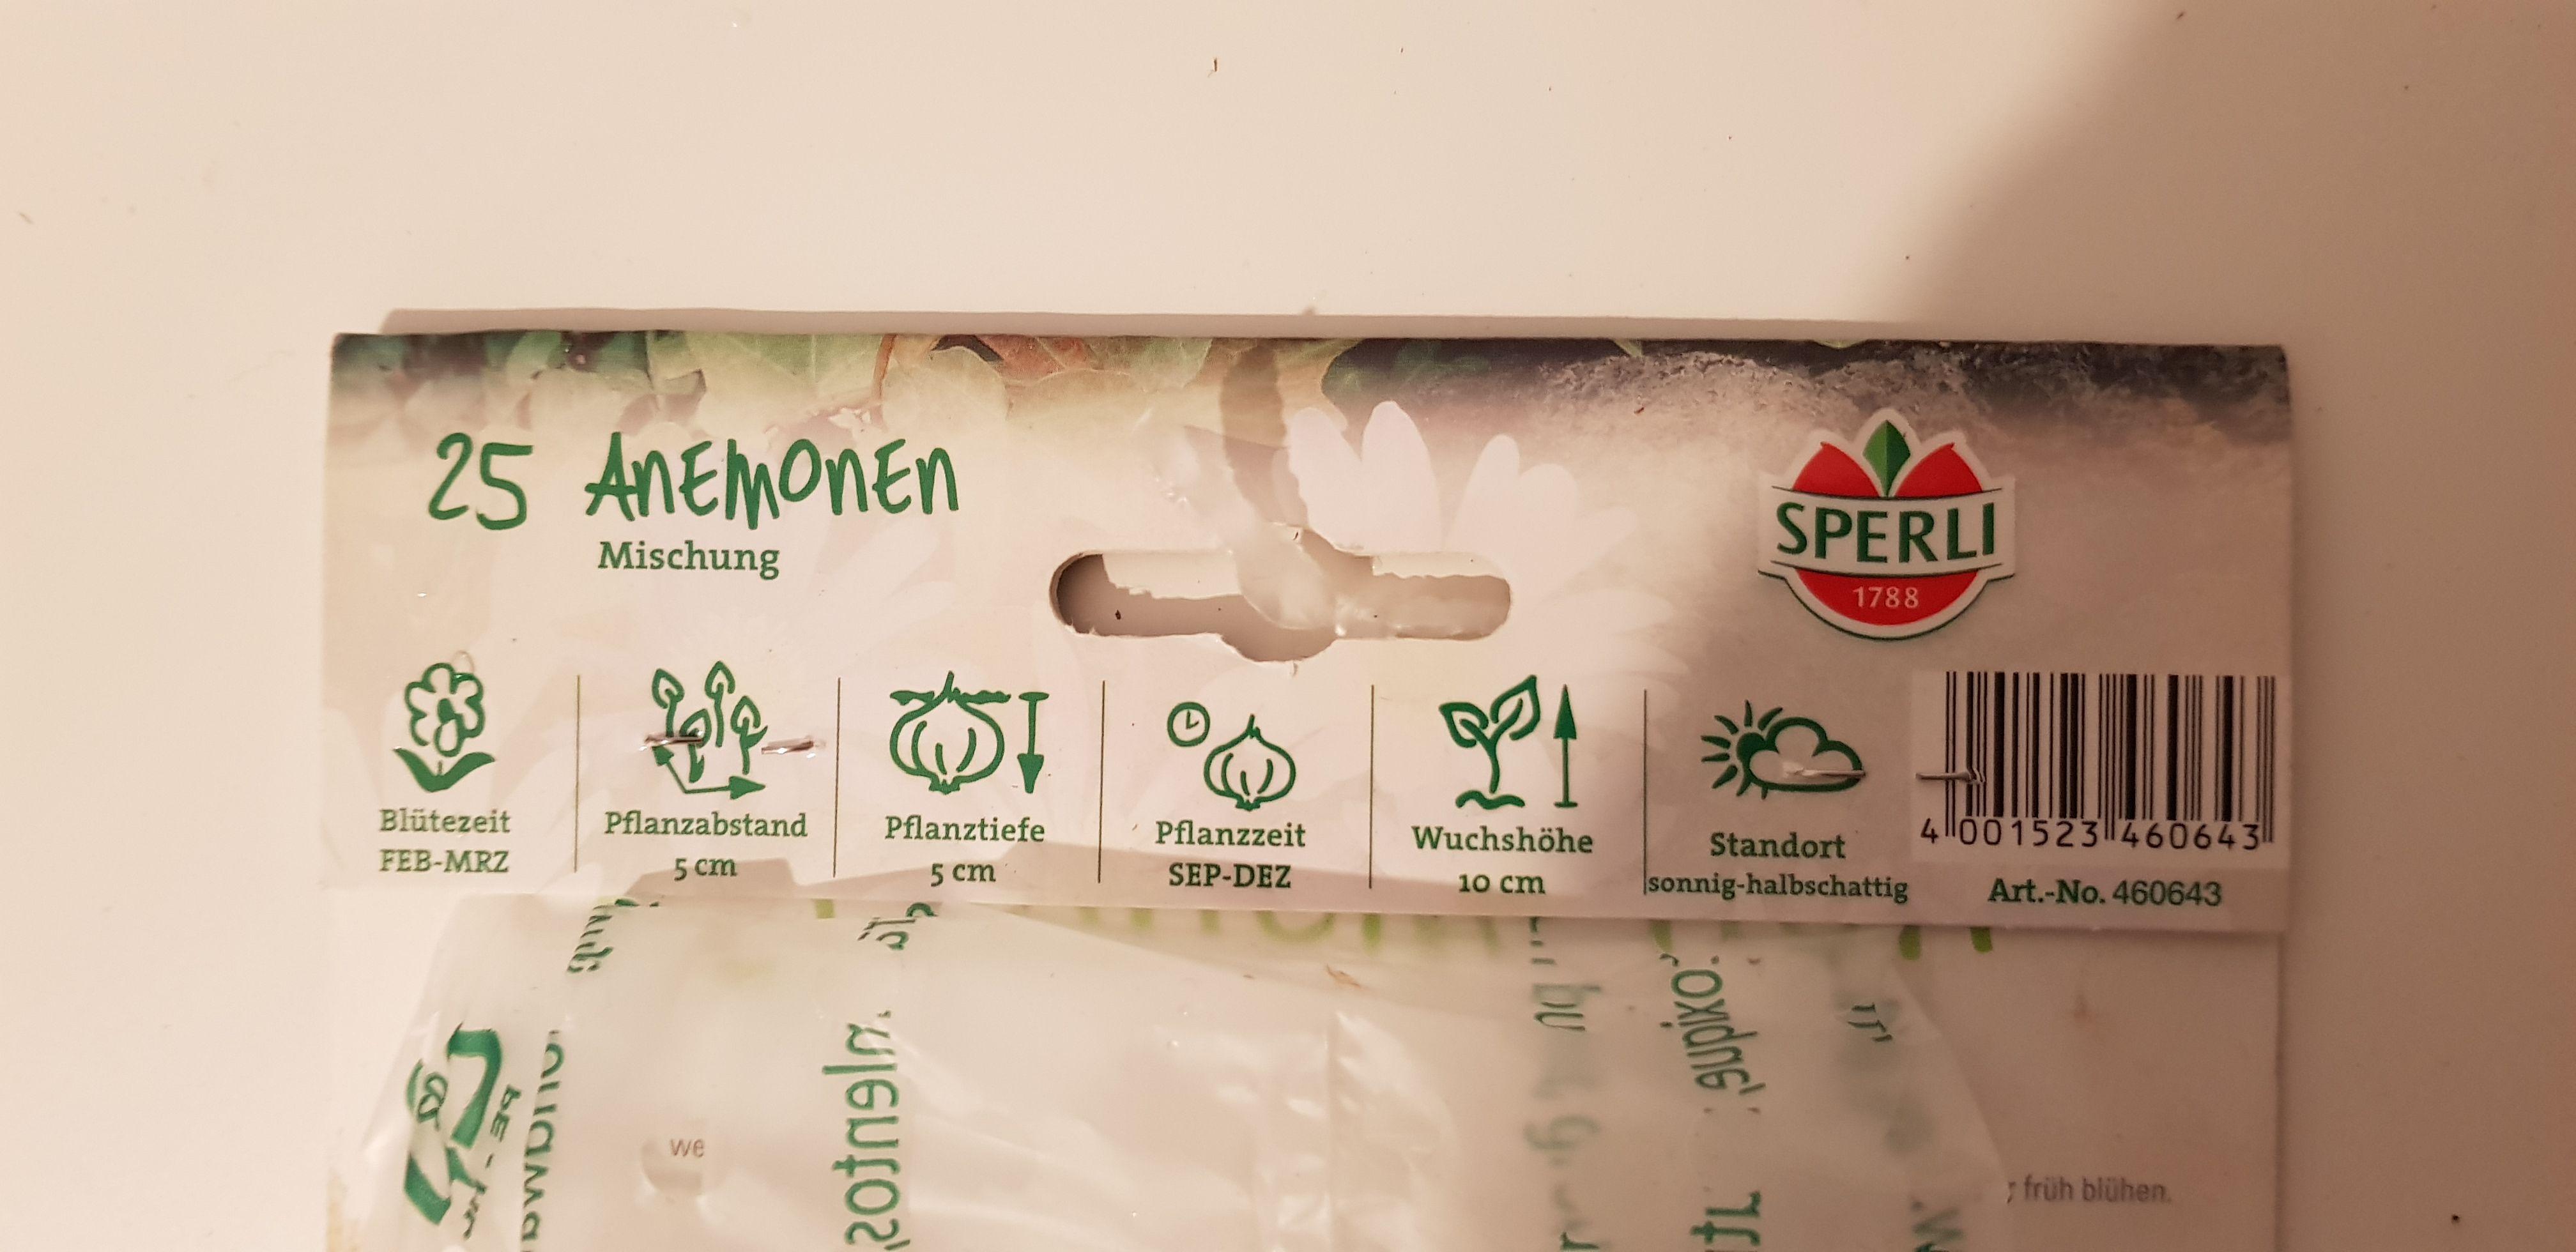 25 Anemonen
Mischung
SPERLI
1788
Blütezeit
FEB-MRZ
Pflanzabstand
5 cm
Pflanztiefe
5 cm
Pflanzzeit
SEP-DEZ
Wuchshöhe
10 cm
Standort
sonnig-halbschattig
4 001523 460643
Art.-No. 460643
we
früh blühen.